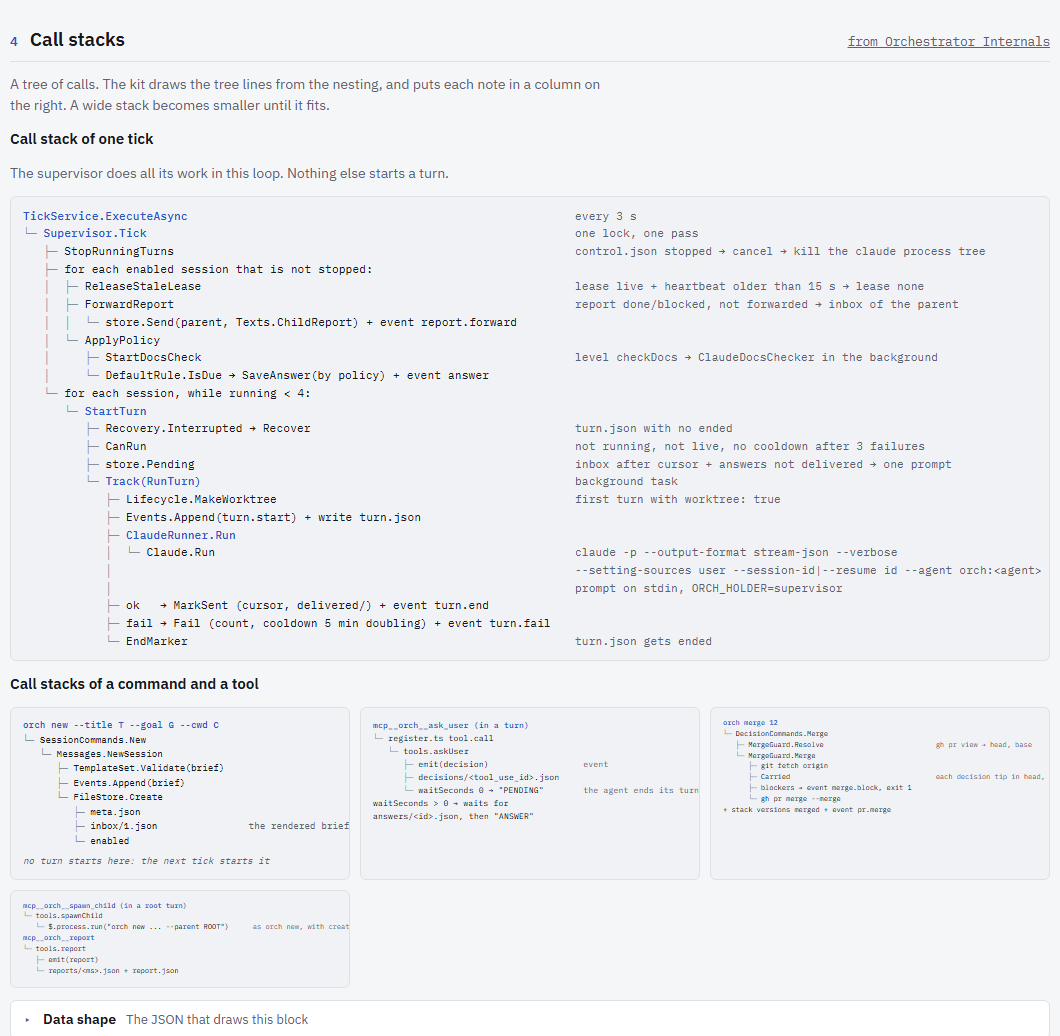 4 Call stacks
from Orchestrator Internals
A tree of calls. The kit draws the tree lines from the nesting, and puts each note in a column on
the right. A wide stack becomes smaller until it fits.
Call stack of one tick
The supervisor does all its work in this loop. Nothing else starts a turn.
TickService.ExecuteAsync every 3 s
└─ Supervisor.Tick one lock, one pass
├─ StopRunningTurns control.json stopped → cancel → kill the claude process tree
├─ for each enabled session that is not stopped:
│ ├─ ReleaseStaleLease lease live + heartbeat older than 15 s → lease none
│ ├─ ForwardReport report done/blocked, not forwarded → inbox of the parent
│ │ └─ store.Send(parent, Texts.ChildReport) + event report.forward
│ └─ ApplyPolicy
│ ├─ StartDocsCheck level checkDocs → ClaudeDocsChecker in the background
│ └─ DefaultRule.IsDue → SaveAnswer(by policy) + event answer
└─ for each session, while running < 4:
└─ StartTurn
├─ Recovery.Interrupted → Recover turn.json with no ended
├─ CanRun not running, not live, no cooldown after 3 failures
├─ store.Pending inbox after cursor + answers not delivered → one prompt
└─ Track(RunTurn) background task
├─ Lifecycle.MakeWorktree first turn with worktree: true
├─ Events.Append(turn.start) + write turn.json
├─ ClaudeRunner.Run
│ └─ Claude.Run claude -p --output-format stream-json --verbose
│ --setting-sources user --session-id|--resume id --agent orch:<agent>
│ prompt on stdin, ORCH_HOLDER=supervisor
├─ ok → MarkSent (cursor, delivered/) + event turn.end
├─ fail → Fail (count, cooldown 5 min doubling) + event turn.fail
└─ EndMarker turn.json gets ended
Call stacks of a command and a tool
orch new --title T --goal G --cwd C
└─ SessionCommands.New
└─ Messages.NewSession
├─ TemplateSet.Validate(brief)
├─ Events.Append(brief)
└─ FileStore.Create
├─ meta.json
├─ inbox/1.json the rendered brief
└─ enabled
no turn starts here: the next tick starts it
mcp__orch__ask_user (in a turn)
└─ register.ts tool.call
└─ tools.askUser
├─ emit(decision) event
├─ decisions/<tool_use_id>.json
└─ waitSeconds 0 → "PENDING" the agent ends its turn
waitSeconds > 0 → waits for
answers/<id>.json, then "ANSWER"
orch merge 12
└─ DecisionCommands.Merge
├─ MergeGuard.Resolve gh pr view → head, base
└─ MergeGuard.Merge
├─ git fetch origin
├─ Carried each decision tip in head,
├─ blockers → event merge.block, exit 1
└─ gh pr merge --merge
+ stack versions merged + event pr.merge
mcp__orch__spawn_child (in a root turn)
└─ tools.spawnChild
└─ $.process.run("orch new ... --parent ROOT") as orch new, with creat
mcp__orch__report
└─ tools.report
├─ emit(report)
└─ reports/<ms>.json + report.json
▸ Data shape The JSON that draws this block